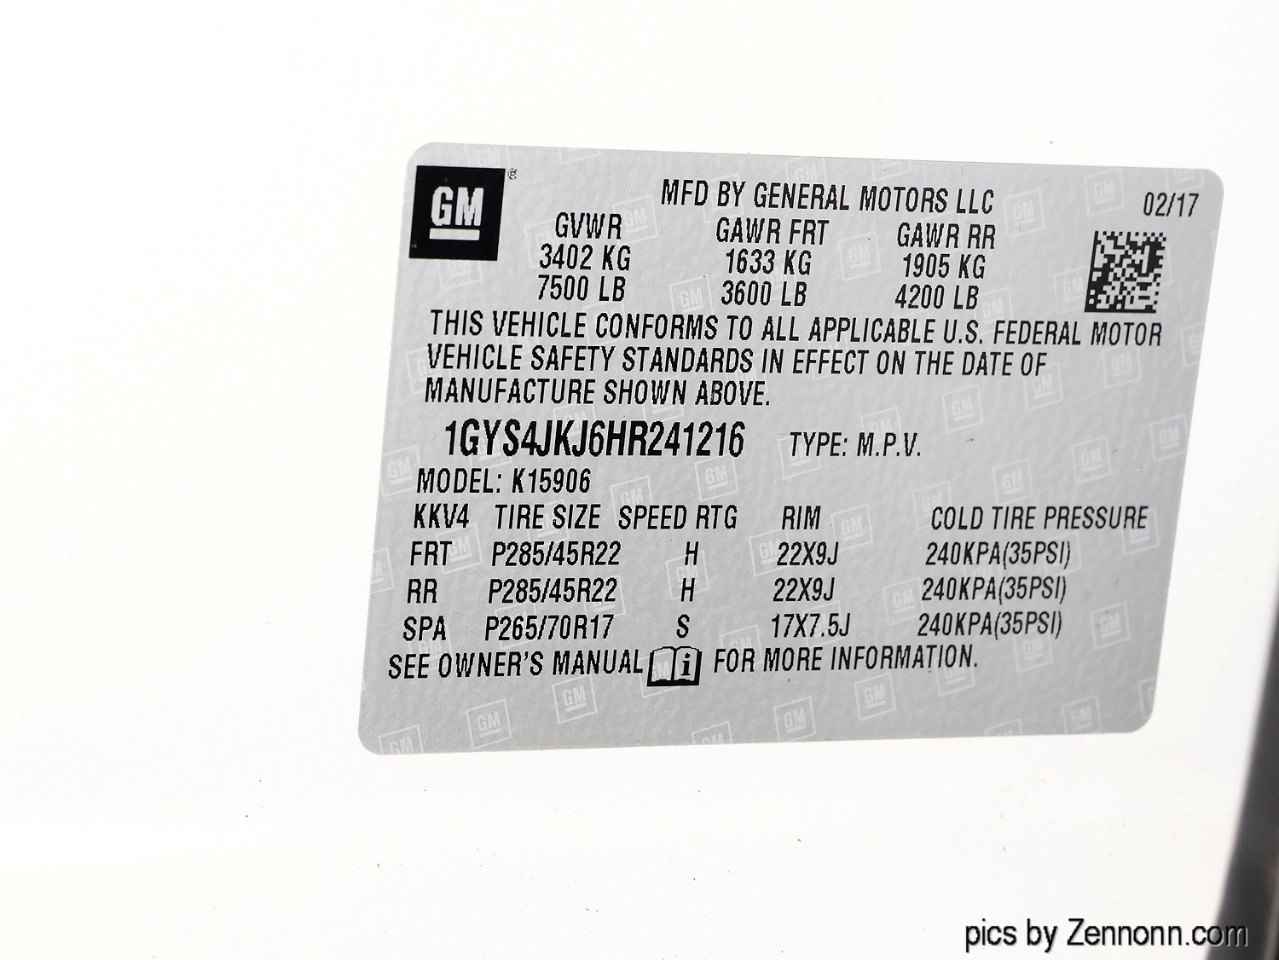 GM ®
MFD BY GENERAL MOTORS LLC 02/17
GVWR GAWR FRT GAWR RR
3402 KG 1633 KG 1905 KG
7500 LB 3600 LB 4200 LB
THIS VEHICLE CONFORMS TO ALL APPLICABLE U.S. FEDERAL MOTOR
VEHICLE SAFETY STANDARDS IN EFFECT ON THE DATE OF
MANUFACTURE SHOWN ABOVE.
1GYS4JKJ6HR241216 TYPE: M.P.V.
MODEL: K15906
KKV4 TIRE SIZE SPEED RTG RIM COLD TIRE PRESSURE
FRT P285/45R22 H 22X9J 240KPA(35PSI)
RR P285/45R22 H 22X9J 240KPA(35PSI)
SPA P265/70R17 S 17X7.5J 240KPA(35PSI)
SEE OWNER'S MANUAL i FOR MORE INFORMATION.
pics by Zennonn.com